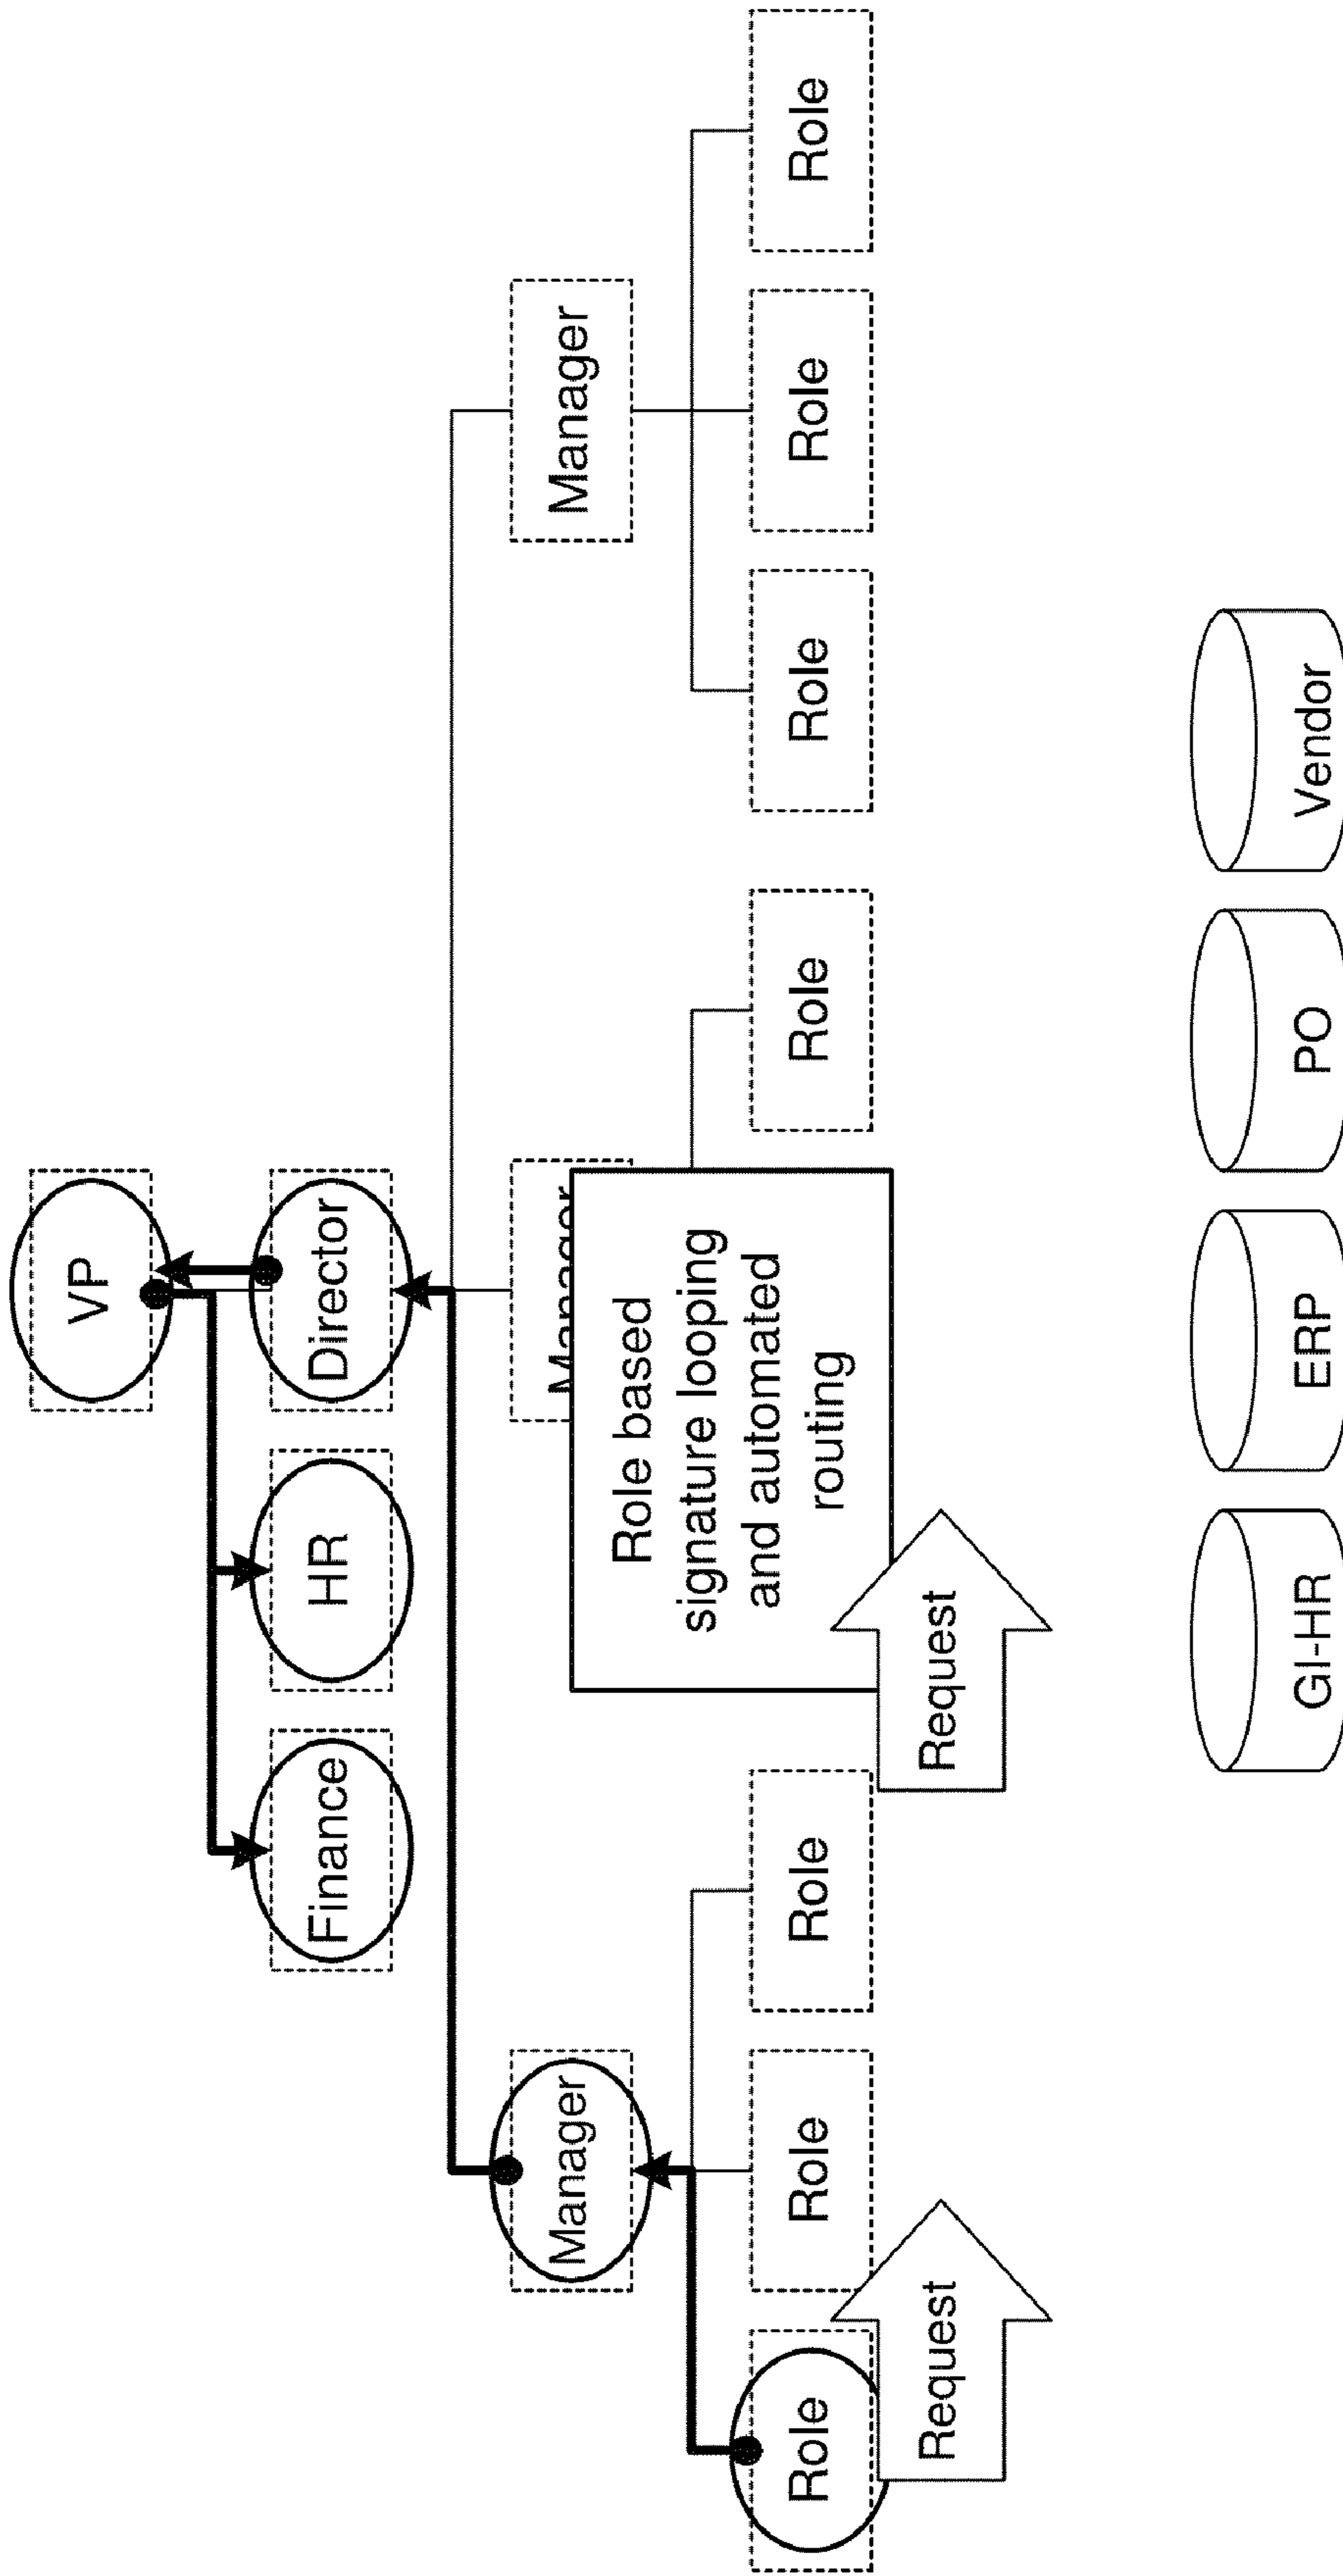 VP
Finance
HR
Director
Manager
Manager
Manager
Role based
signature looping
and automated
routing
Role
Role
Role
Role
Role
Role
Role
Request
Request
GI-HR
ERP
PO
Vendor